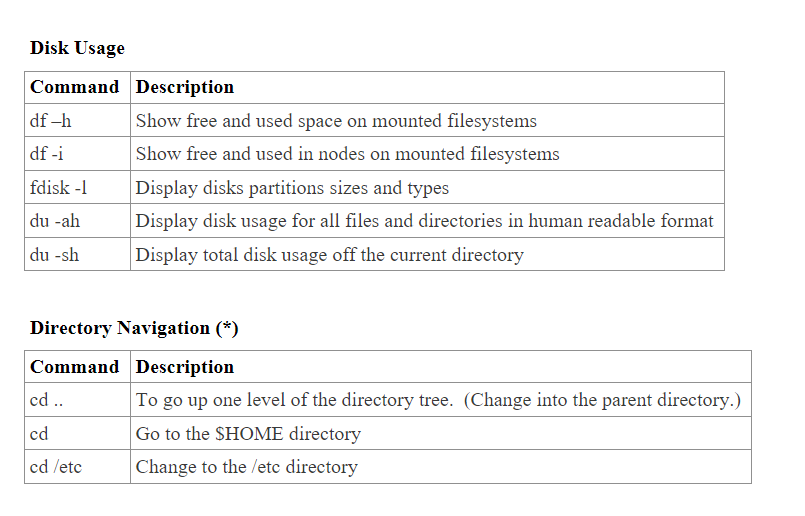 Disk Usage
Command Description
df –h Show free and used space on mounted filesystems
df -i Show free and used in nodes on mounted filesystems
fdisk -l Display disks partitions sizes and types
du -ah Display disk usage for all files and directories in human readable format
du -sh Display total disk usage off the current directory
Directory Navigation (*)
Command Description
cd .. To go up one level of the directory tree.  (Change into the parent directory.)
cd Go to the $HOME directory
cd /etc Change to the /etc directory